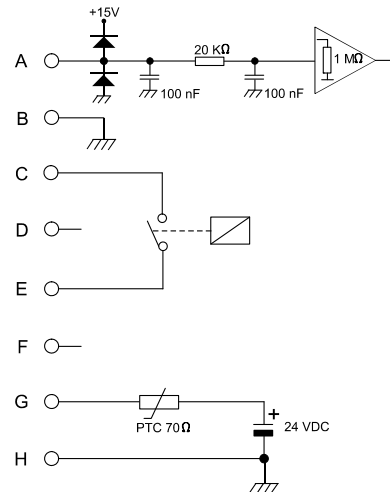 +15V
A
20 KΩ
1 MΩ
100 nF
100 nF
B
C
D
E
F
G
PTC 70Ω
+
24 VDC
H